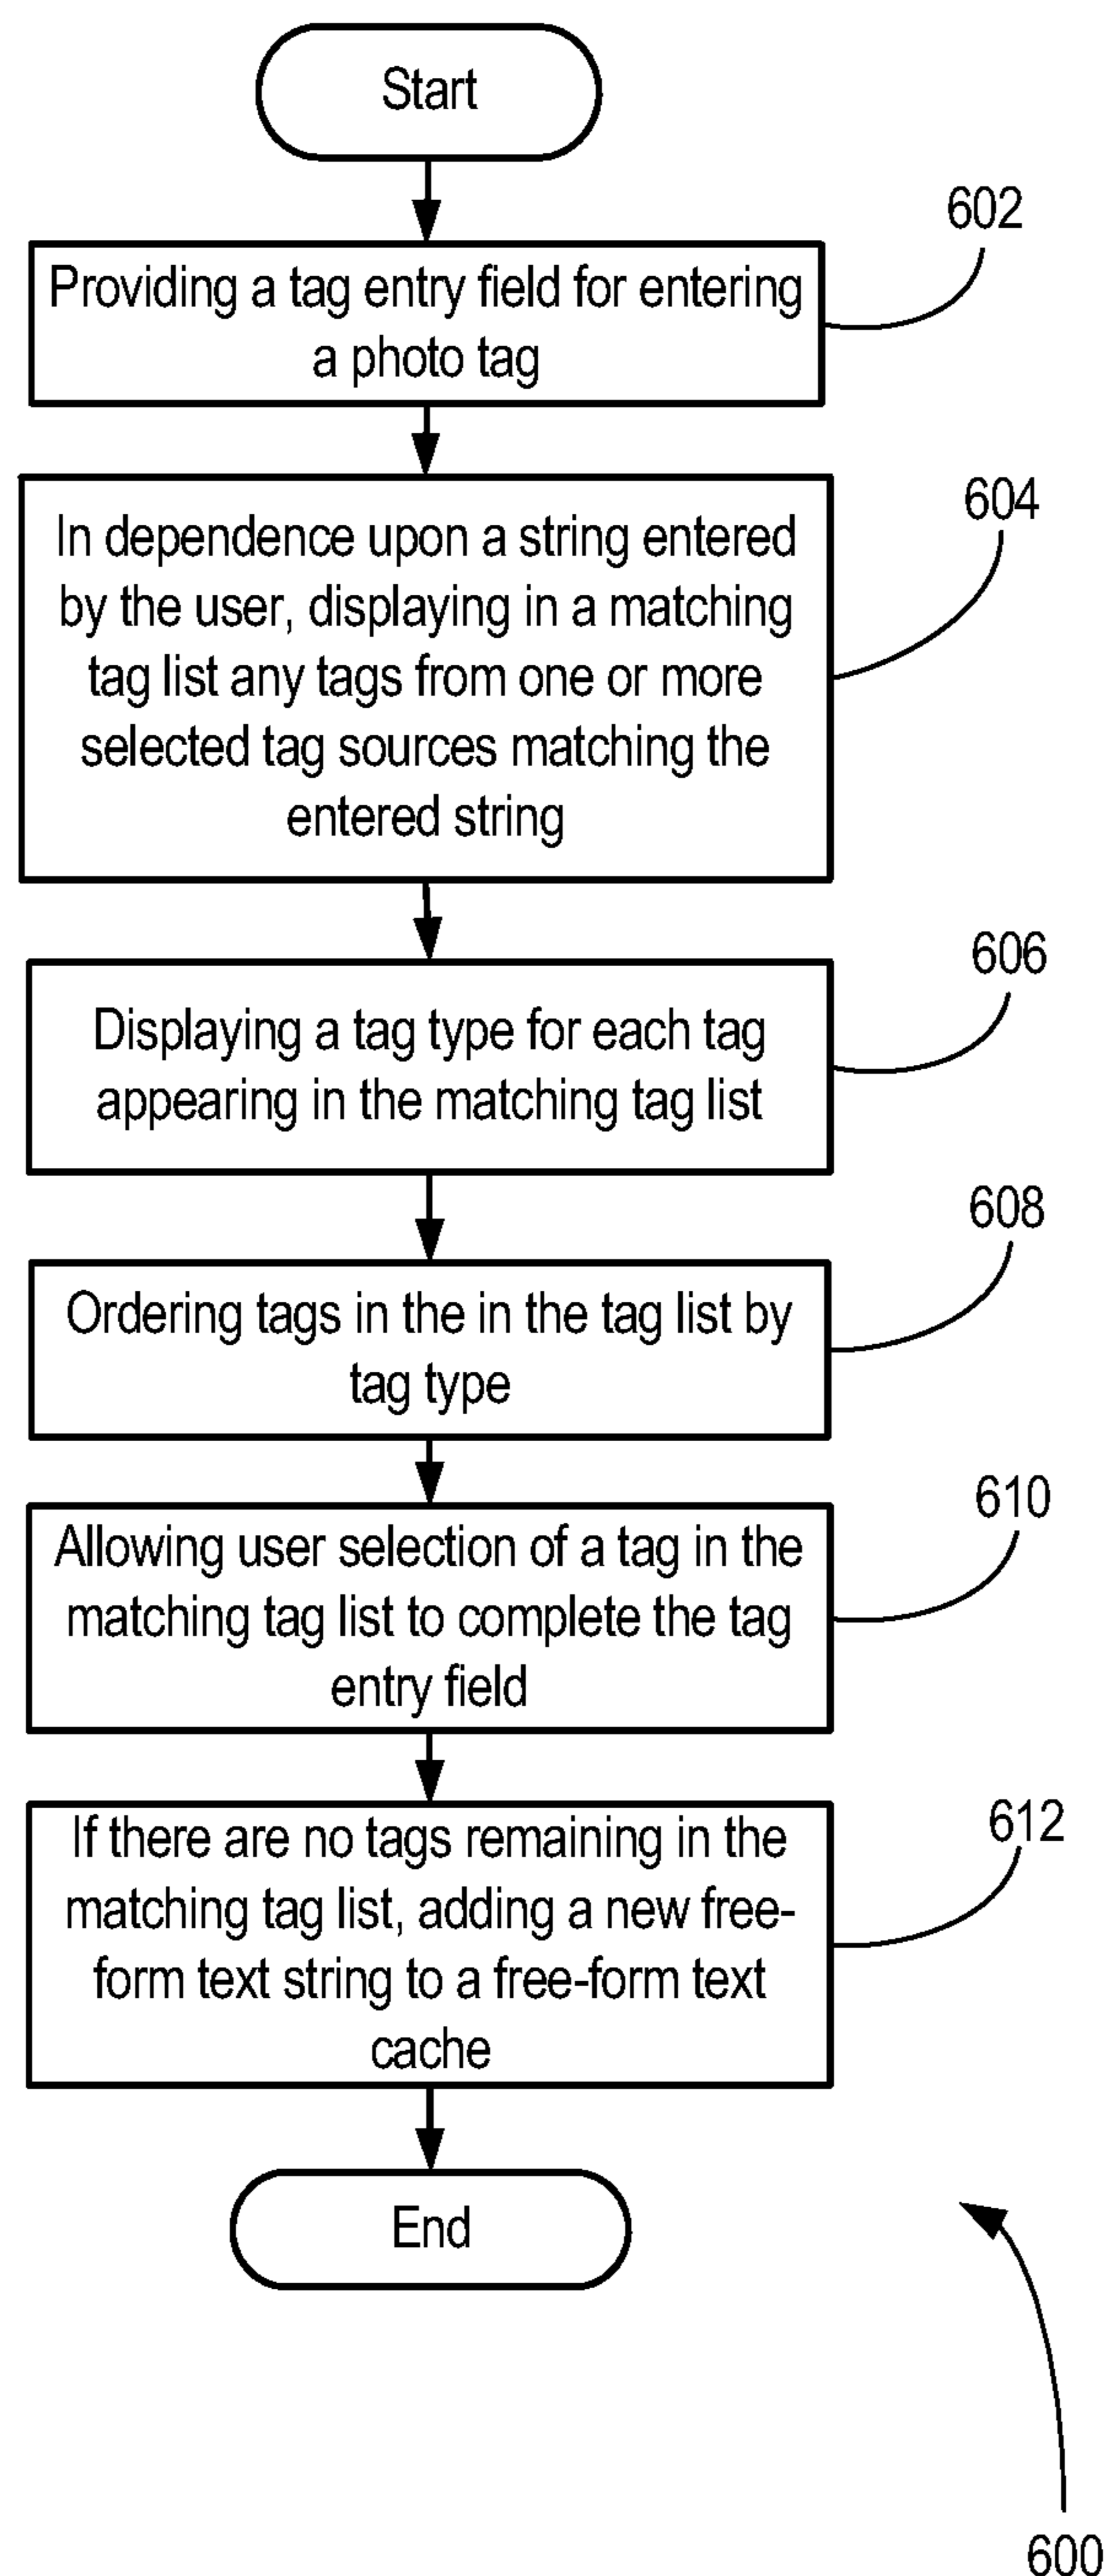 Start
602
Providing a tag entry field for entering
a photo tag
604
In dependence upon a string entered
by the user, displaying in a matching
tag list any tags from one or more
selected tag sources matching the
entered string
606
Displaying a tag type for each tag
appearing in the matching tag list
608
Ordering tags in the in the tag list by
tag type
610
Allowing user selection of a tag in the
matching tag list to complete the tag
entry field
612
If there are no tags remaining in the
matching tag list, adding a new free-
form text string to a free-form text
cache
End
600